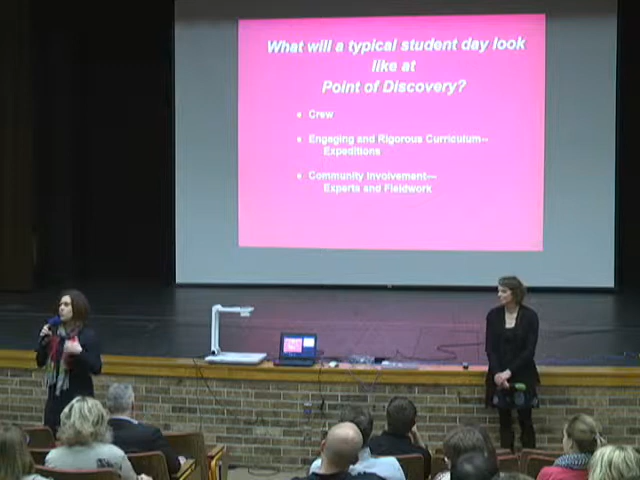 What will a typical student day look
like at
Point of Discovery?
• Crew
• Engaging and Rigorous Curriculum--
Expeditions
• Community Involvement—
Experts and Fieldwork